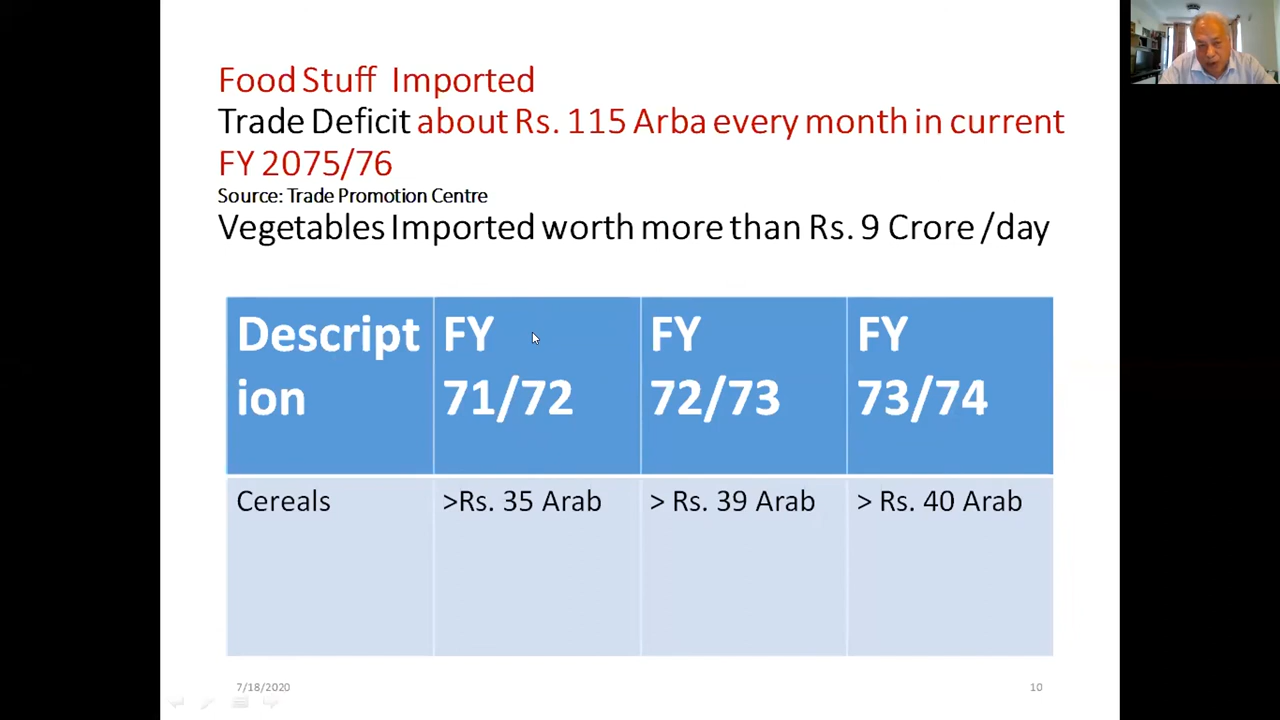 Food Stuff Imported
Trade Deficit about Rs. 115 Arba every month in current
FY 2075/76
Source: Trade Promotion Centre
Vegetables Imported worth more than Rs. 9 Crore /day
Descript
ion
FY
71/72
FY
72/73
FY
73/74
Cereals
>Rs. 35 Arab
> Rs. 39 Arab
> Rs. 40 Arab
7/18/2020
10